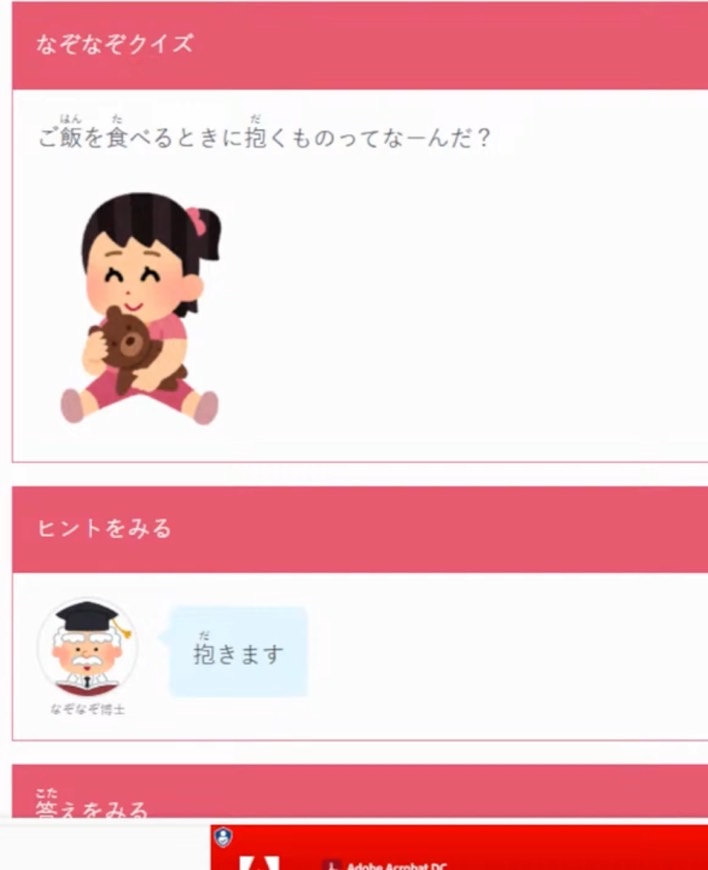 なぞなぞクイズ
ご飯を食べるときに抱くものってなーんだ？
ヒントをみる
抱きます
なぞなぞ博士
答えをみる
Adobe Acrobat DC